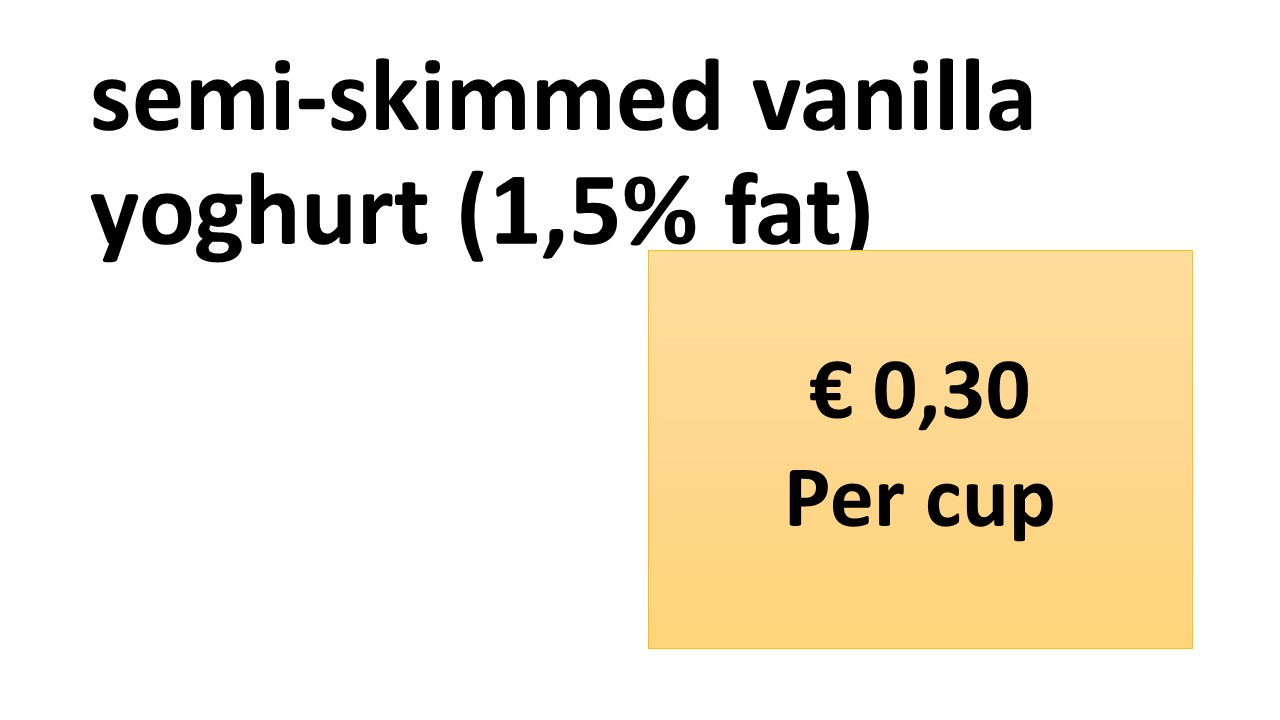 semi-skimmed vanilla
yoghurt (1,5% fat)
€ 0,30
Per cup